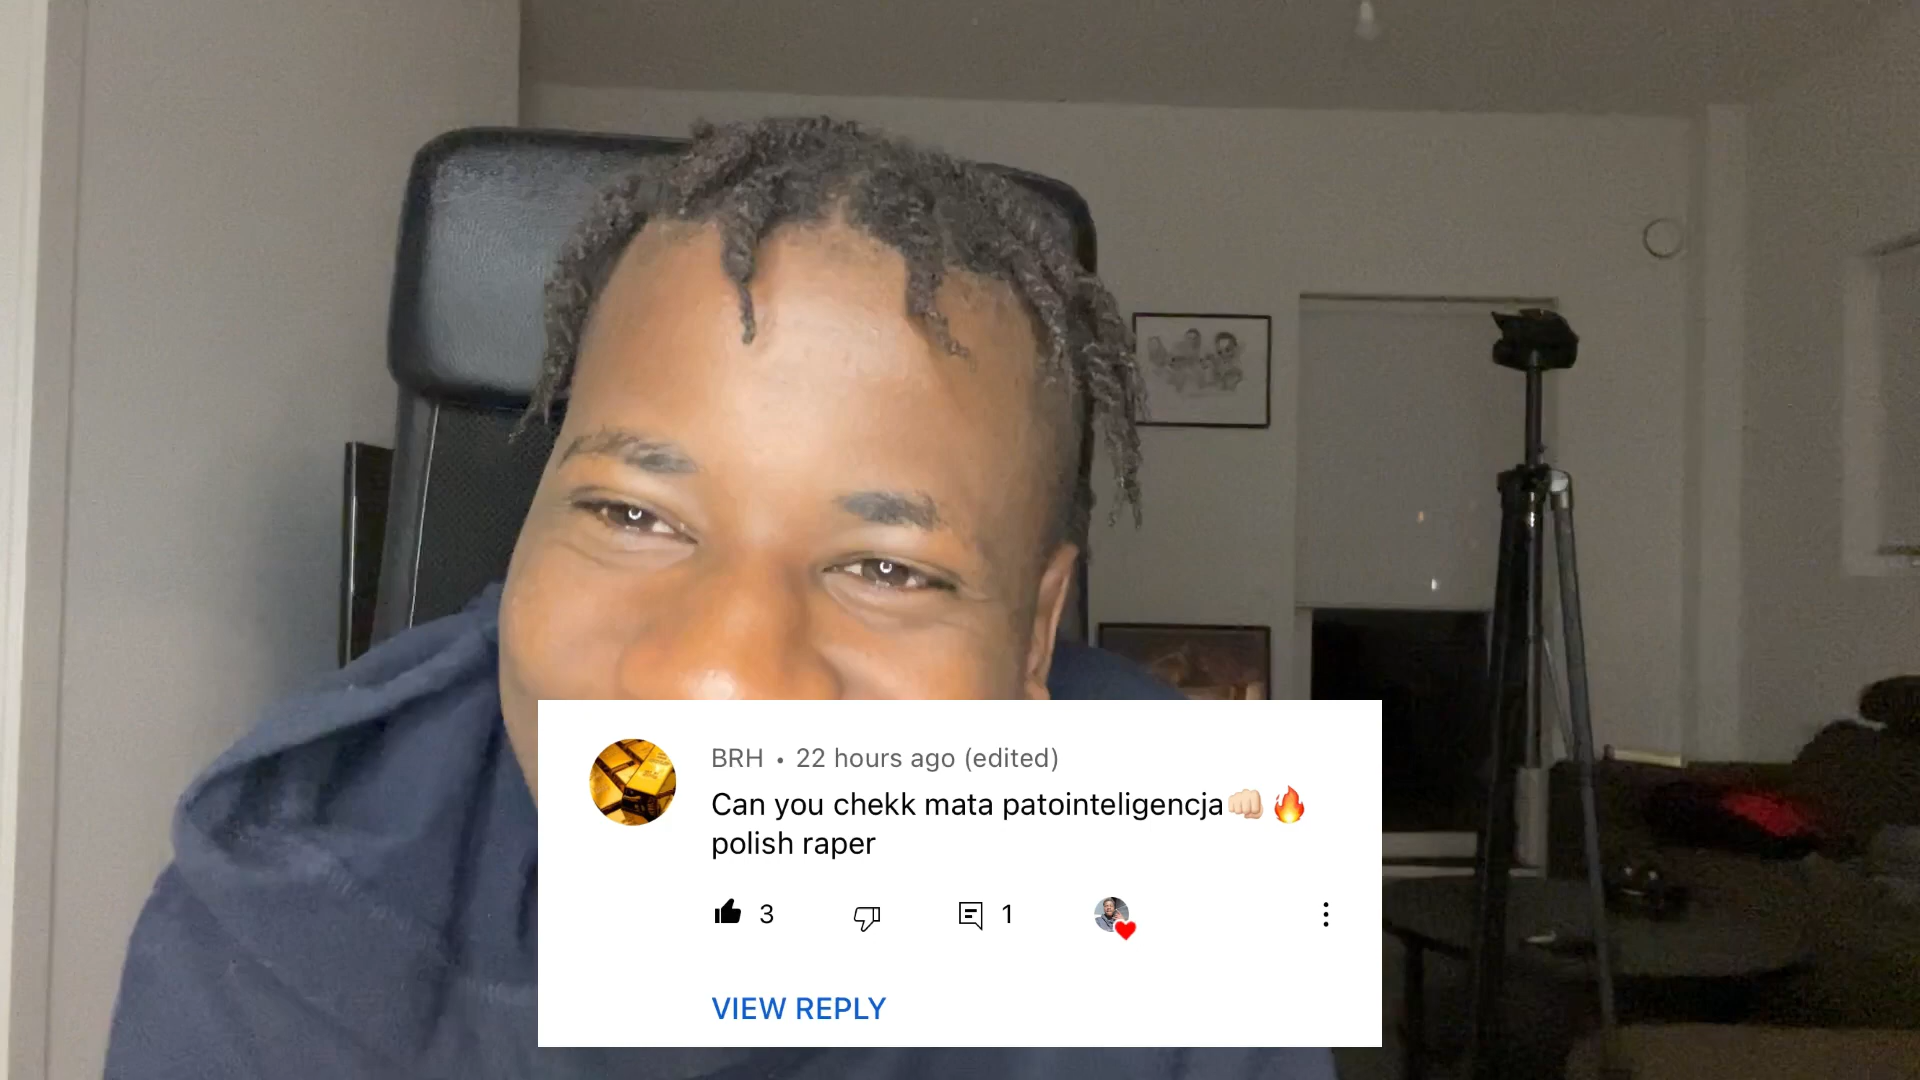 BRH • 22 hours ago (edited)
Can you chekk mata patointeligencja👊🏻🔥
polish raper
3
1
VIEW REPLY